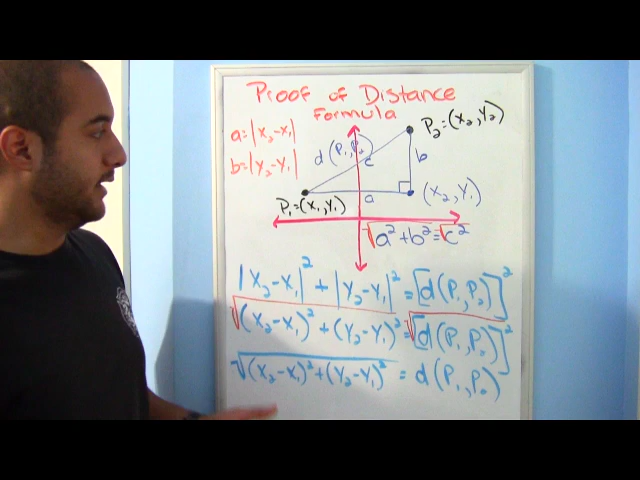 Proof of Distance
Formula
a=|X₂-X₁|
b=|Y₂-Y₁|
P₂=(X₂,Y₂)
d(P₁,P₂)
c
b
a
(X₂,Y₁)
P₁=(X₁,Y₁)
√a²+b²=√c²
|X₂-X₁|²+|Y₂-Y₁|²=[d(P₁,P₂)]²
√(X₂-X₁)²+(Y₂-Y₁)²=√[d(P₁,P₂)]²
√(X₂-X₁)²+(Y₂-Y₁)²=d(P₁,P₂)